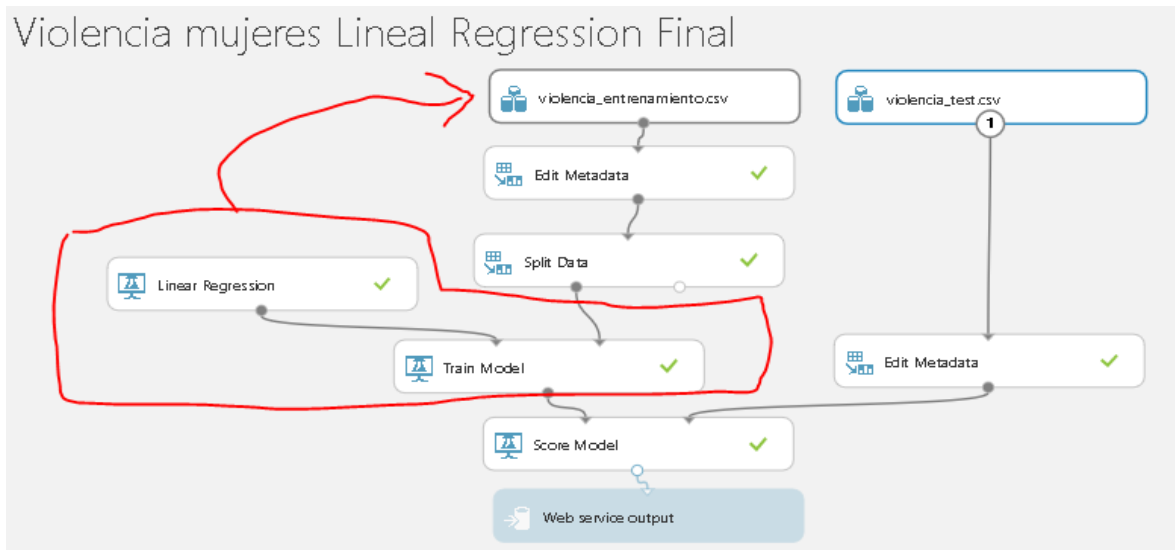 Violencia mujeres Lineal Regression Final
violencia_entrenamiento.csv
violencia_test.csv
1
Edit Metadata
Split Data
Linear Regression
Train Model
Edit Metadata
Score Model
Web service output